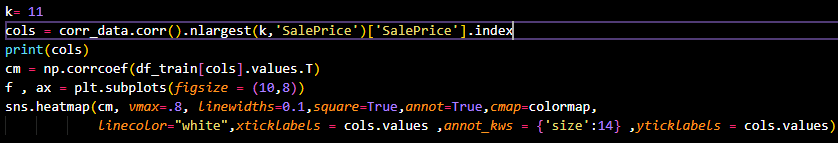 k= 11
cols = corr_data.corr().nlargest(k,'SalePrice')['SalePrice'].index
print(cols)
cm = np.corrcoef(df_train[cols].values.T)
f , ax = plt.subplots(figsize = (10,8))
sns.heatmap(cm, vmax=.8, linewidths=0.1,square=True,annot=True,cmap=colormap,
            linecolor="white",xticklabels = cols.values ,annot_kws = {'size':14} ,yticklabels = cols.values)